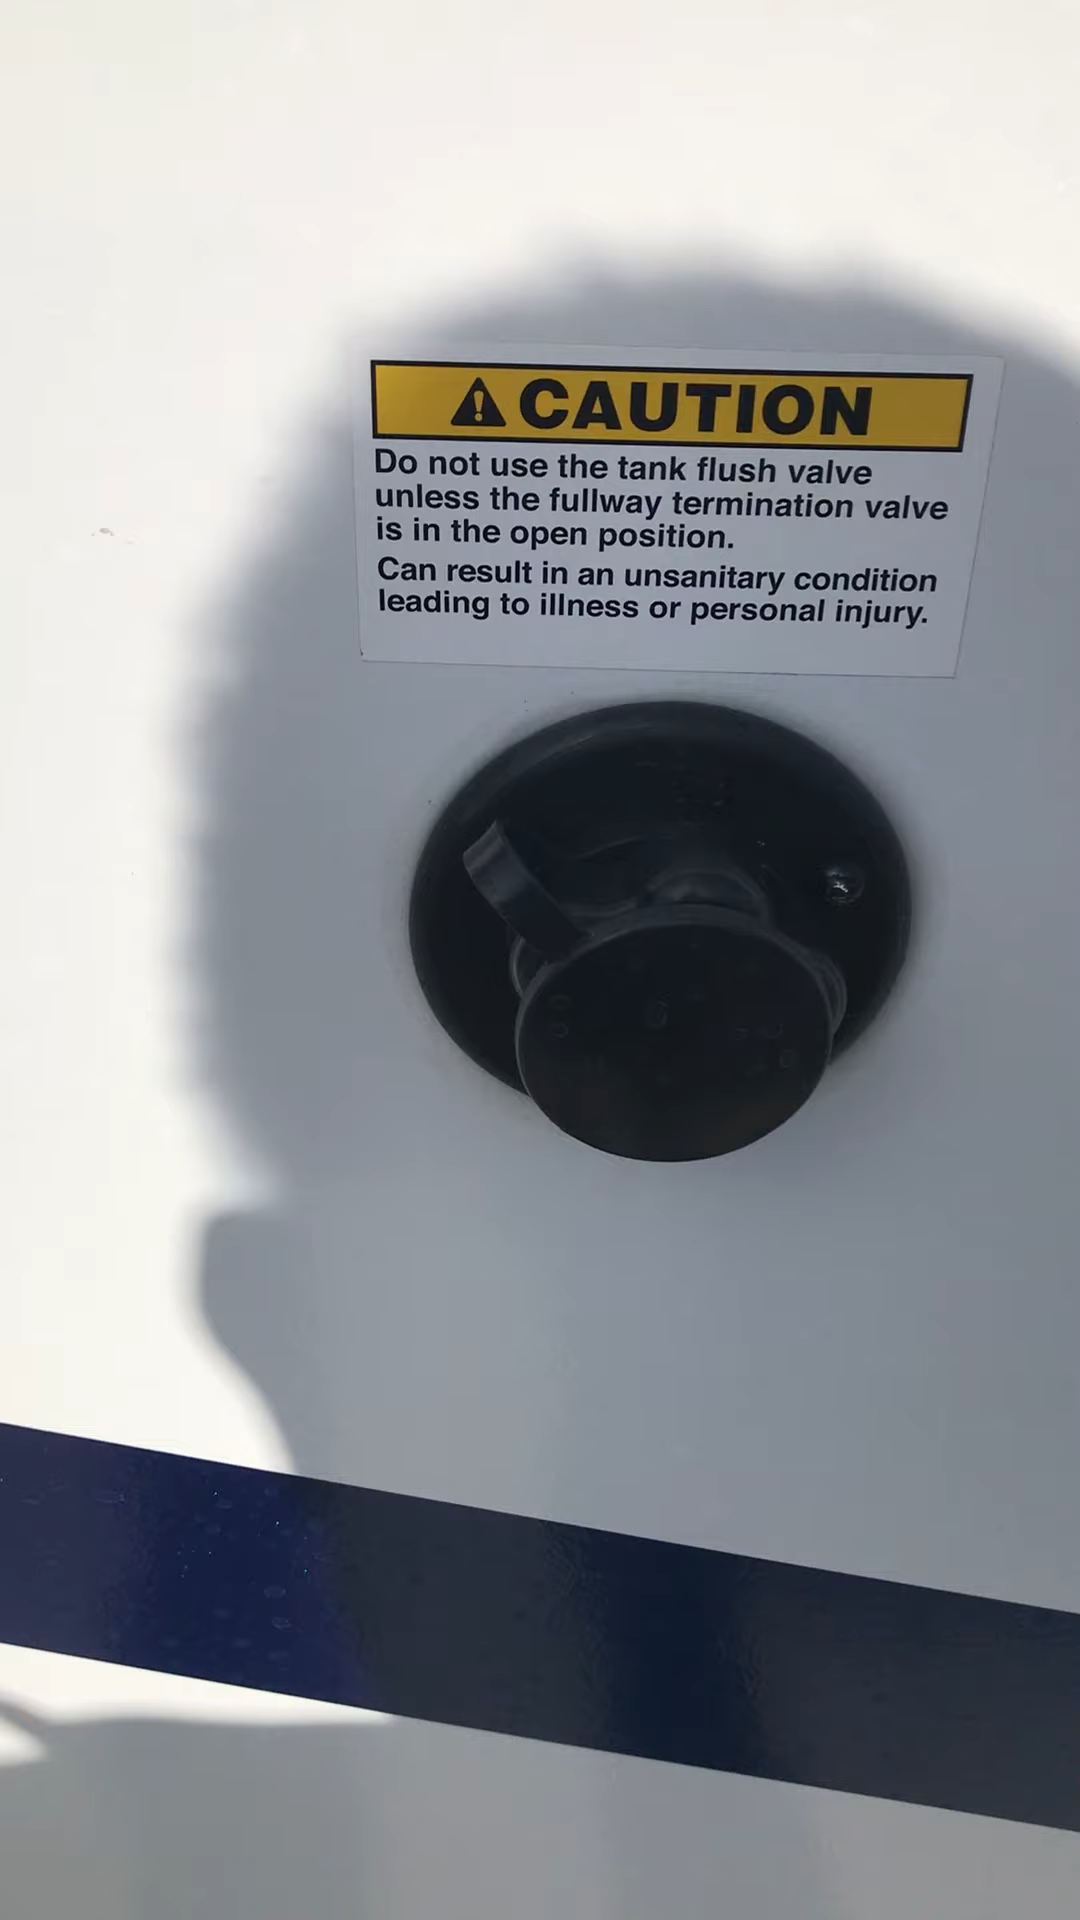 CAUTION
Do not use the tank flush valve
unless the fullway termination valve
is in the open position.
Can result in an unsanitary condition
leading to illness or personal injury.